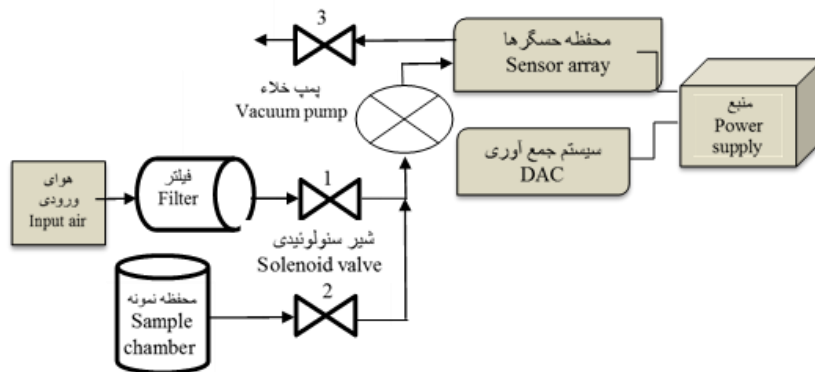 3
محفظه حسگرها
Sensor array
پمپ خلاء
Vacuum pump
منبع
Power
supply
سیستم جمع آوری
DAC
هوای
ورودی
Input air
فیلتر
Filter
1
شیر سنولوئیدی
Solenoid valve
2
محفظه نمونه
Sample
chamber